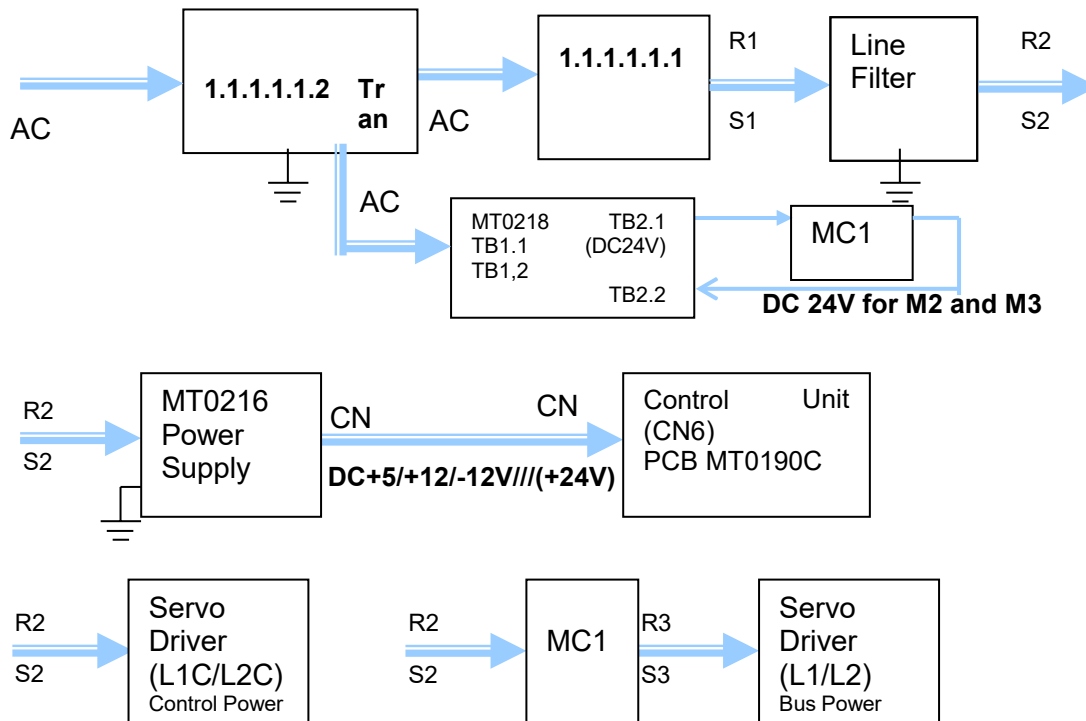 AC
1.1.1.1.1.2 Tr
an
AC
1.1.1.1.1.1
R1
S1
Line
Filter
R2
S2
AC
MT0218 TB2.1
TB1.1 (DC24V)
TB1,2
TB2.2
MC1
DC 24V for M2 and M3
R2
S2
MT0216
Power
Supply
CN
CN
DC+5/+12/-12V///(+24V)
Control Unit
(CN6)
PCB MT0190C
R2
S2
Servo
Driver
(L1C/L2C)
Control Power
R2
S2
MC1
R3
S3
Servo
Driver
(L1/L2)
Bus Power